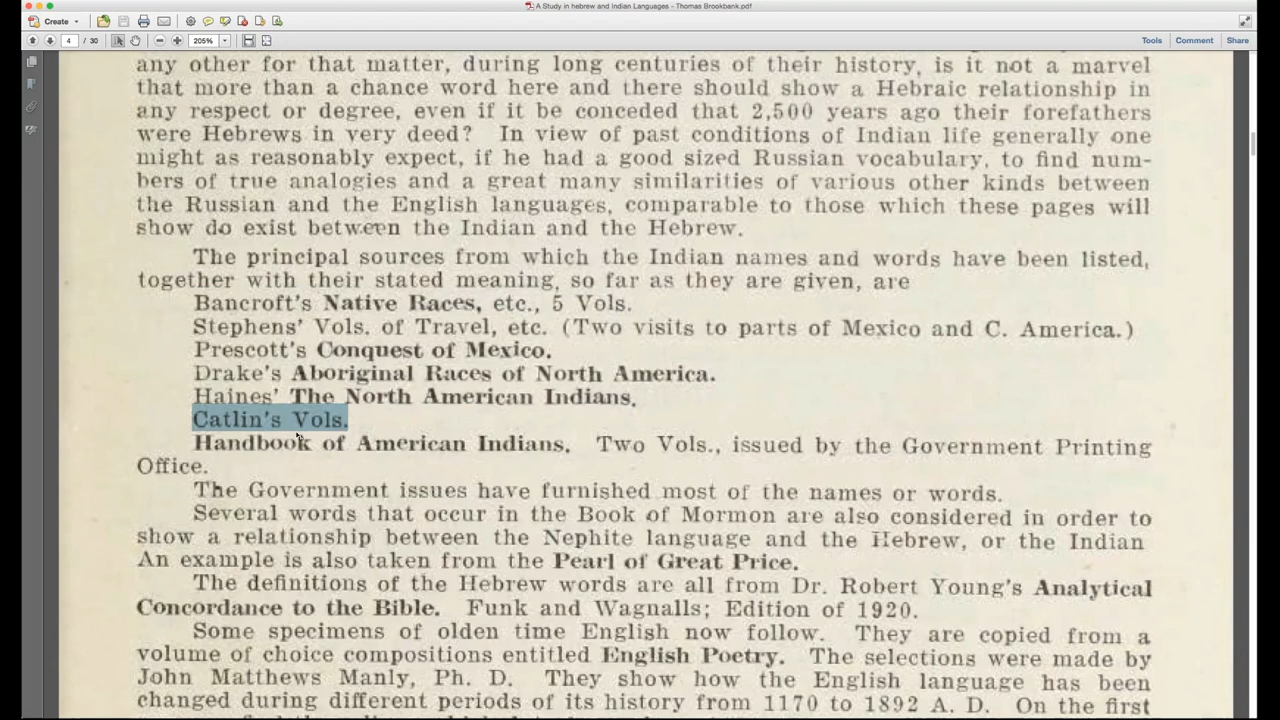 A Study in hebrew and Indian Languages - Thomas Brookbank.pdf
Create
4 / 30
205%
Tools Comment Share
any other for that matter, during long centuries of their history, is it not a marvel
that more than a chance word here and there should show a Hebraic relationship in
any respect or degree, even if it be conceded that 2,500 years ago their forefathers
were Hebrews in very deed? In view of past conditions of Indian life generally one
might as reasonably expect, if he had a good sized Russian vocabulary, to find num-
bers of true analogies and a great many similarities of various other kinds between
the Russian and the English languages, comparable to those which these pages will
show do exist between the Indian and the Hebrew.
The principal sources from which the Indian names and words have been listed,
together with their stated meaning, so far as they are given, are
Bancroft's Native Races, etc., 5 Vols.
Stephens' Vols. of Travel, etc. (Two visits to parts of Mexico and C. America.)
Prescott's Conquest of Mexico.
Drake's Aboriginal Races of North America.
Haines' The North American Indians.
Catlin's Vols.
Handbook of American Indians. Two Vols., issued by the Government Printing
Office.
The Government issues have furnished most of the names or words.
Several words that occur in the Book of Mormon are also considered in order to
show a relationship between the Nephite language and the Hebrew, or the Indian
An example is also taken from the Pearl of Great Price.
The definitions of the Hebrew words are all from Dr. Robert Young's Analytical
Concordance to the Bible. Funk and Wagnalls; Edition of 1920.
Some specimens of olden time English now follow. They are copied from a
volume of choice compositions entitled English Poetry. The selections were made by
John Matthews Manly, Ph. D. They show how the English language has been
changed during different periods of its history from 1170 to 1892 A. D. On the first